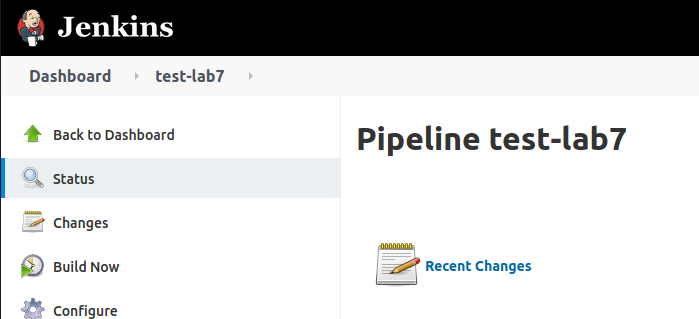 Jenkins
Dashboard test-lab7
Back to Dashboard
Status
Changes
Build Now
Configure
Pipeline test-lab7
Recent Changes